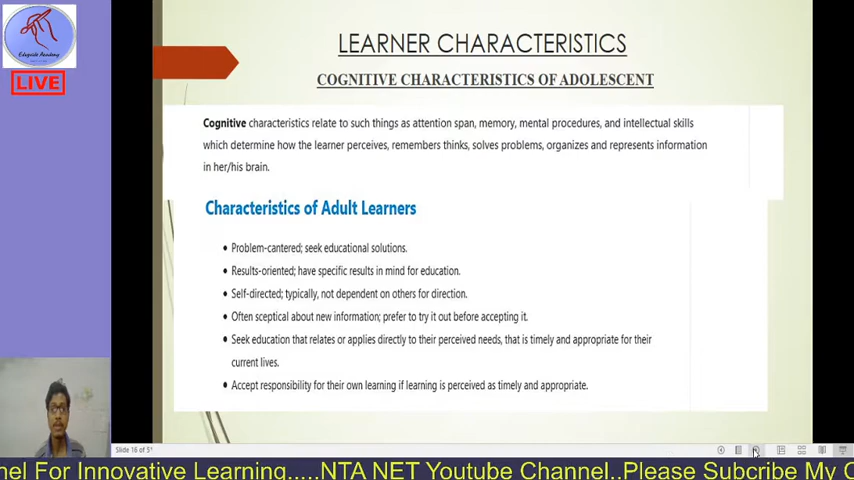 LEARNER CHARACTERISTICS
COGNITIVE CHARACTERISTICS OF ADOLESCENT
Edupath Academy
LIVE
Cognitive characteristics relate to such things as attention span, memory, mental procedures, and intellectual skills
which determine how the learner perceives, remembers thinks, solves problems, organizes and represents information
in her/his brain.
Characteristics of Adult Learners
• Problem-cantered; seek educational solutions.
• Results-oriented; have specific results in mind for education.
• Self-directed; typically, not dependent on others for direction.
• Often sceptical about new information; prefer to try it out before accepting it.
• Seek education that relates or applies directly to their perceived needs, that is timely and appropriate for their
current lives.
• Accept responsibility for their own learning if learning is perceived as timely and appropriate.
Slide 16 of 5
nel For Innovative Learning.....NTA NET Youtube Channel..Please Subcribe My C